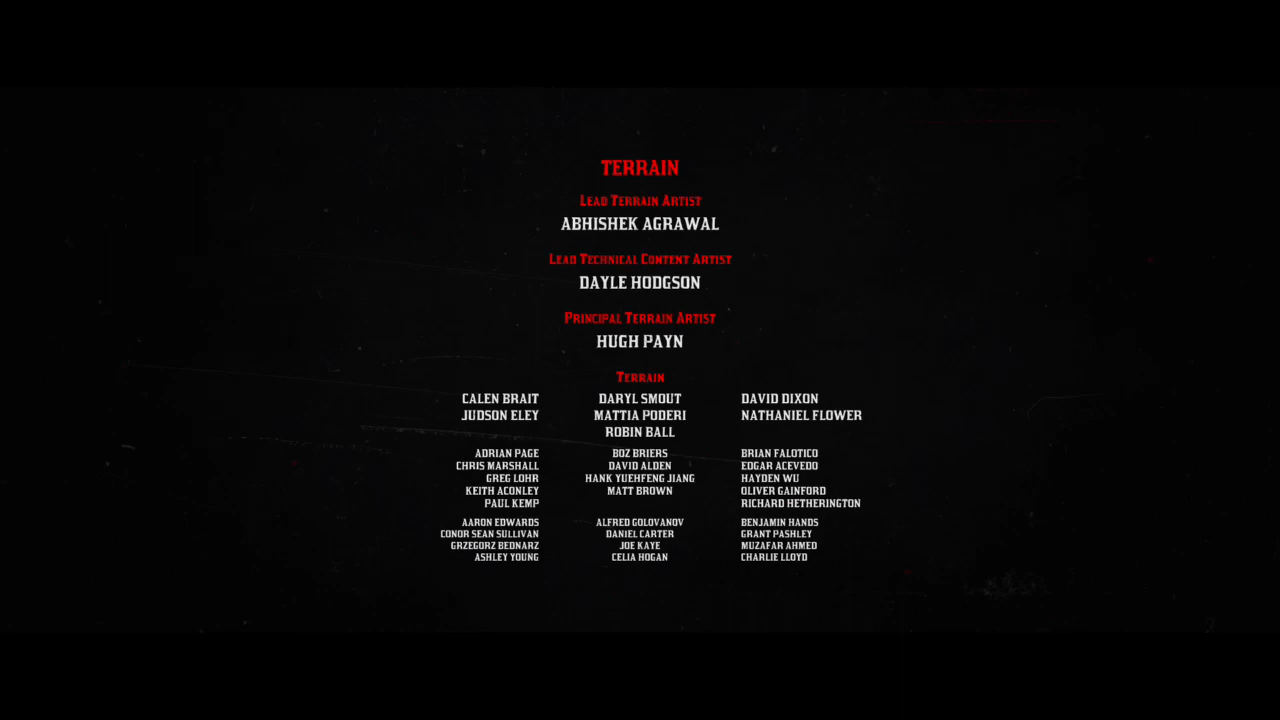 TERRAIN
LEAD TERRAIN ARTIST
ABHISHEK AGRAWAL
LEAD TECHNICAL CONTENT ARTIST
DAYLE HODGSON
PRINCIPAL TERRAIN ARTIST
HUGH PAYN
TERRAIN
CALEN BRAIT DARYL SMOUT DAVID DIXON
JUDSON ELEY MATTIA PODERI NATHANIEL FLOWER
ROBIN BALL
ADRIAN PAGE BOZ BRIERS BRIAN FALOTICO
CHRIS MARSHALL DAVID ALDEN EDGAR ACEVEDO
GREG LOHR HANK YUEHFENG JIANG HAYDEN WU
KEITH ACONLEY MATT BROWN OLIVER GAINFORD
PAUL KEMP RICHARD HETHERINGTON
AARON EDWARDS ALFRED GOLOVANOV BENJAMIN HANDS
CONOR SEAN SULLIVAN DANIEL CARTER GRANT PASHLEY
GRZEGORZ BEDNARZ JOE KAYE MUZAFAR AHMED
ASHLEY YOUNG CELIA HOGAN CHARLIE LLOYD